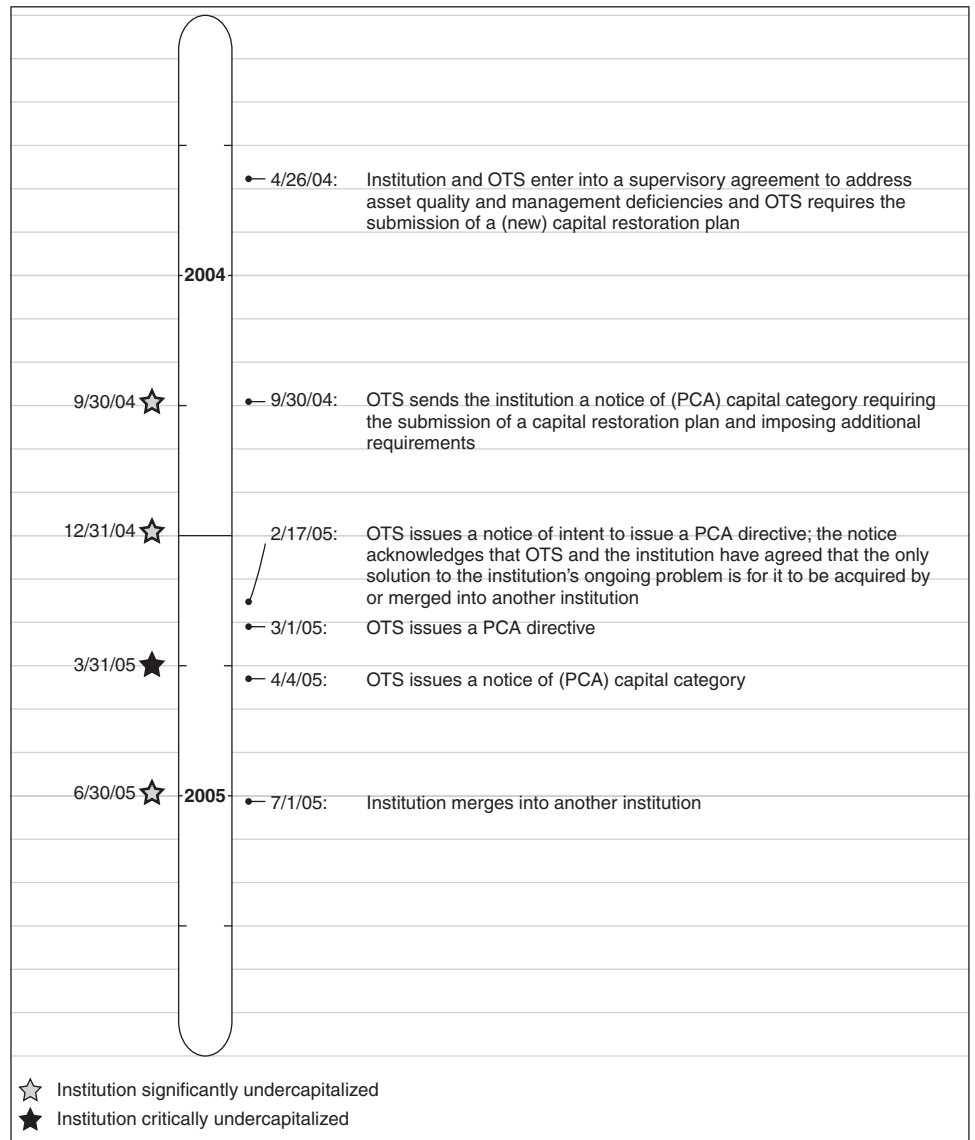 4/26/04: Institution and OTS enter into a supervisory agreement to address
asset quality and management deficiencies and OTS requires the
submission of a (new) capital restoration plan
2004
9/30/04
9/30/04: OTS sends the institution a notice of (PCA) capital category requiring
the submission of a capital restoration plan and imposing additional
requirements
12/31/04
2/17/05: OTS issues a notice of intent to issue a PCA directive; the notice
acknowledges that OTS and the institution have agreed that the only
solution to the institution's ongoing problem is for it to be acquired by
or merged into another institution
3/1/05: OTS issues a PCA directive
3/31/05
4/4/05: OTS issues a notice of (PCA) capital category
6/30/05
2005
7/1/05: Institution merges into another institution
Institution significantly undercapitalized
Institution critically undercapitalized